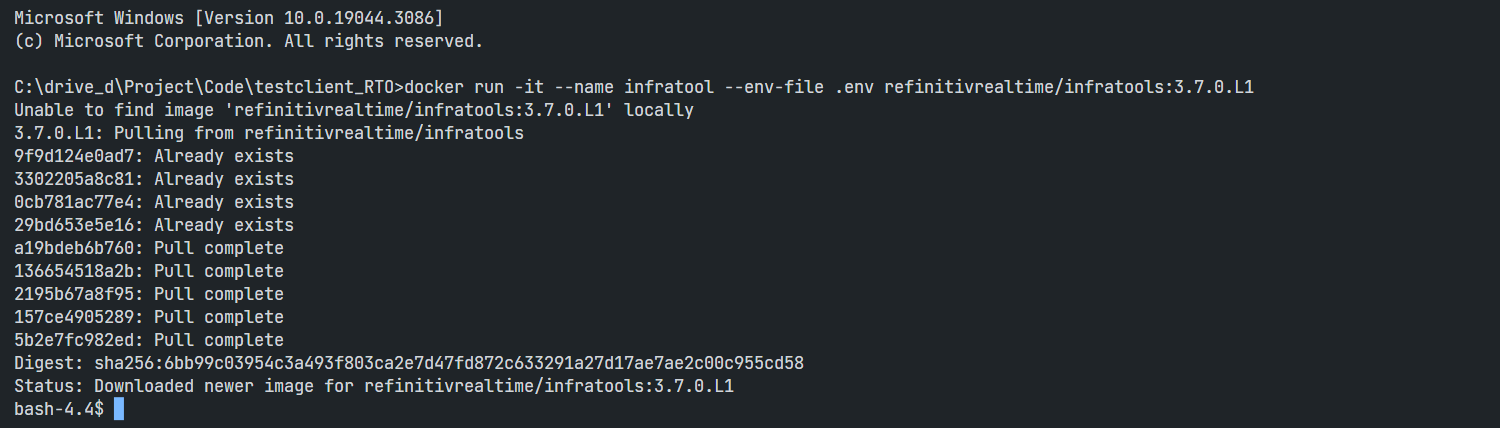 Microsoft Windows [Version 10.0.19044.3086]
(c) Microsoft Corporation. All rights reserved.
C:\drive_d\Project\Code\testclient_RTO>docker run -it --name infratool --env-file .env refinitivrealtime/infratools:3.7.0.L1
Unable to find image 'refinitivrealtime/infratools:3.7.0.L1' locally
3.7.0.L1: Pulling from refinitivrealtime/infratools
9f9d124e0ad7: Already exists
3302205a8c81: Already exists
0cb781ac77e4: Already exists
29bd653e5e16: Already exists
a19bdeb6b760: Pull complete
136654518a2b: Pull complete
2195b67a8f95: Pull complete
157ce4905289: Pull complete
5b2e7fc982ed: Pull complete
Digest: sha256:6bb99c03954c3a493f803ca2e7d47fd872c633291a27d17ae7ae2c00c955cd58
Status: Downloaded newer image for refinitivrealtime/infratools:3.7.0.L1
bash-4.4$